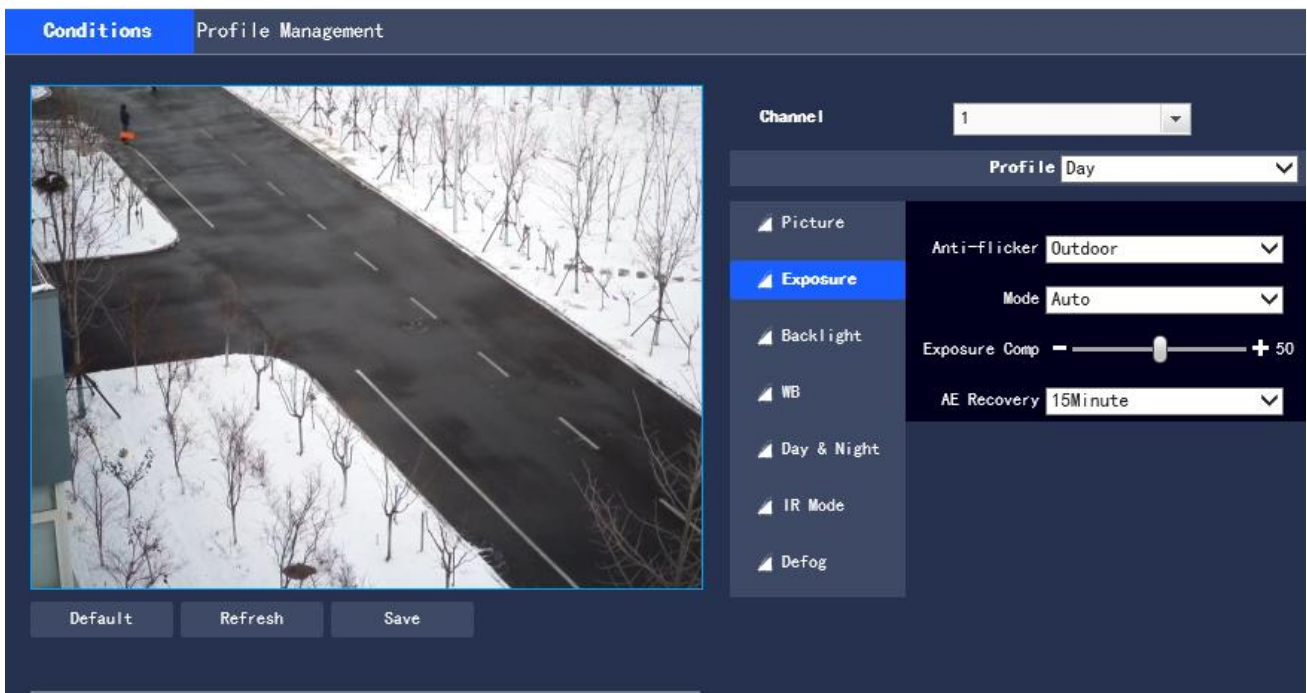 Conditions Profile Management
Channel 1
Profile Day
Picture
Exposure
Backlight
WB
Day & Night
IR Mode
Defog
Anti-flicker Outdoor
Mode Auto
Exposure Comp 50
AE Recovery 15Minute
Default Refresh Save